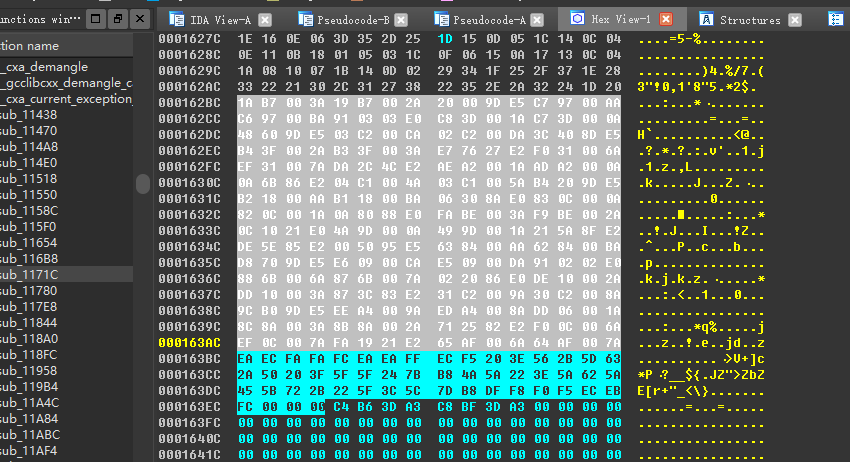 unctions win…
IDA View-A
Pseudocode-B
Pseudocode-A
Hex View-1
Structures
ction name
_cxa_demangle
_gcclibcxx_demangle_c
_cxa_current_exception_
sub_11438
sub_11470
sub_114A8
sub_114E0
sub_11518
sub_11550
sub_1158C
sub_115F0
sub_11654
sub_116B8
sub_1171C
sub_11780
sub_117E8
sub_11844
sub_118A0
sub_118FC
sub_11958
sub_119B4
sub_11A4C
sub_11A84
sub_11ABC
sub_11AF4
0001627C 1E 16 0E 06 3D 35 2D 25 1D 15 0D 05 1C 14 0C 04 ....=5-%........
0001628C 0E 11 0B 18 01 05 03 1C 0F 06 15 0A 17 13 0C 04 ................
0001629C 1A 08 10 07 1B 14 0D 02 29 34 1F 25 2F 37 1E 28 ........)4.%/7.(
000162AC 33 22 21 30 2C 31 27 38 22 35 2E 2A 32 24 1D 20 3"!0,1'8"5.*2$.
000162BC 1A B7 00 3A 19 B7 00 2A 20 00 9D E5 C7 97 00 AA
000162CC C6 97 00 BA 91 03 03 E0 C8 3D 00 1A C7 3D 00 0A
000162DC 48 60 9D E5 03 C2 00 CA 02 C2 00 DA 3C 40 8D E5
000162EC B4 3F 00 2A B3 3F 00 3A E7 76 27 E2 F0 31 00 6A
000162FC EF 31 00 7A DA 2C 4C E2 AE A2 00 1A AD A2 00 0A
0001630C 0A 6B 86 E2 04 C1 00 4A 03 C1 00 5A B4 20 9D E5
0001631C B2 18 00 AA B1 18 00 BA 06 30 8A E0 83 0C 00 0A
0001632C 82 0C 00 1A 0A 80 88 E0 FA BE 00 3A F9 BE 00 2A
0001633C 0C 10 21 E0 4A 9D 00 0A 49 9D 00 1A 21 5A 8F E2
0001634C DE 5E 85 E2 00 50 95 E5 63 84 00 AA 62 84 00 BA
0001635C D8 70 9D E5 E6 09 00 CA E5 09 00 DA 91 02 02 E0
0001636C 88 6B 00 6A 87 6B 00 7A 02 20 86 E0 DE 10 00 2A
0001637C DD 10 00 3A 87 3C 83 E2 31 C2 00 9A 30 C2 00 8A
0001638C 9C B0 9D E5 EE A4 00 9A ED A4 00 8A DD 06 00 1A
0001639C 8C 8A 00 3A 8B 8A 00 2A 71 25 82 E2 F0 0C 00 6A
000163AC EF 0C 00 7A FA 19 21 E2 65 AF 00 6A 64 AF 00 7A
000163BC EA EC FA FA FC EA EA FF EC F5 20 3E 56 2B 5D 63
000163CC 2A 50 20 3F 5F 5F 24 7B B8 4A 5A 22 3E 5A 62 5A
000163DC 45 5B 72 2B 22 5F 3C 5C 7D B8 DF F8 F0 F5 EC EB
000163EC FC 00 00 00 C4 B6 3D A3 C8 BF 3D A3 00 00 00 00
000163FC 00 00 00 00 00 00 00 00 00 00 00 00 00 00 00 00
0001640C 00 00 00 00 00 00 00 00 00 00 00 00 00 00 00 00
0001641C 00 00 00 00 00 00 00 00 00 00 00 00 00 00 00 00